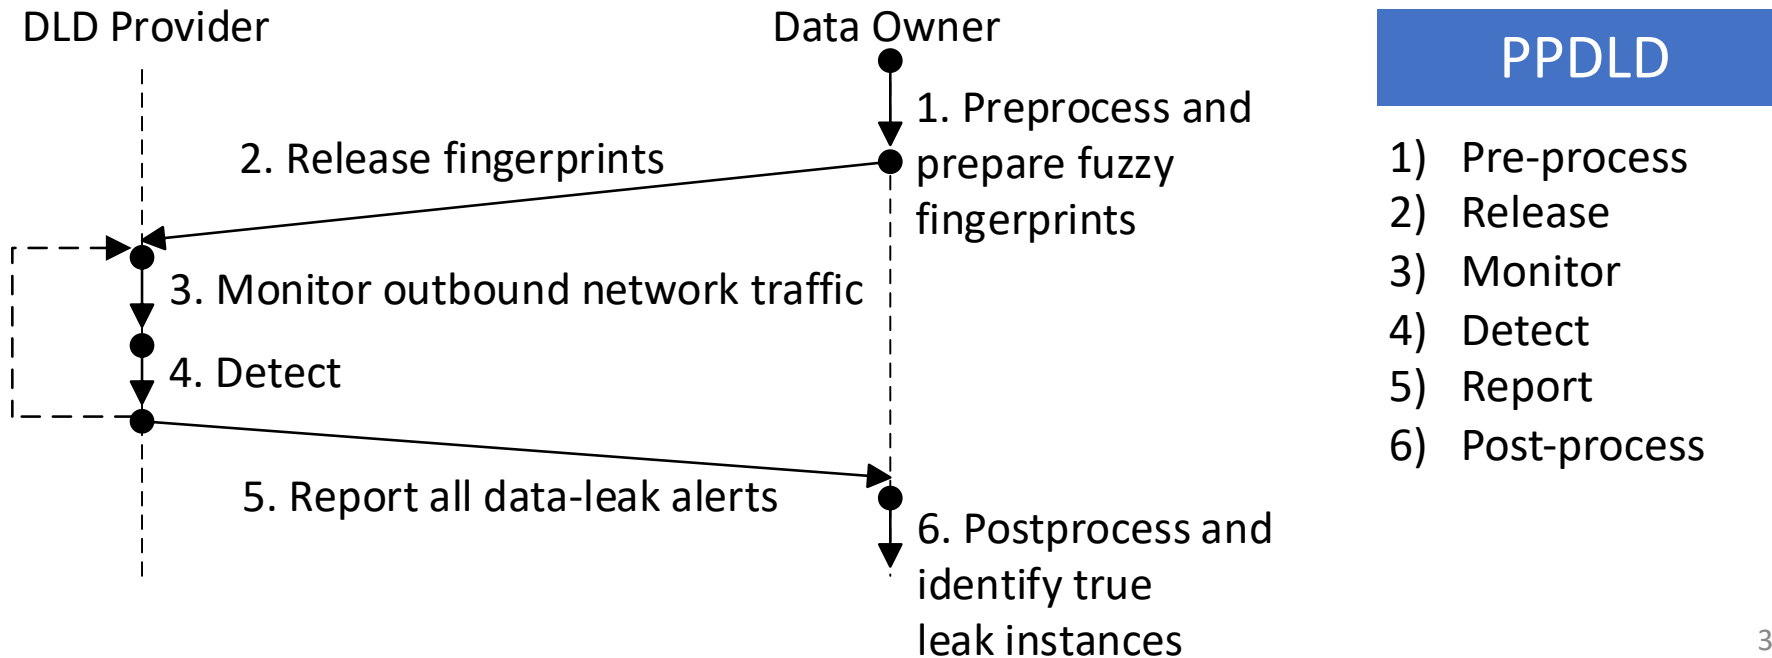 DLD Provider
Data Owner
1. Preprocess and
prepare fuzzy
fingerprints
2. Release fingerprints
3. Monitor outbound network traffic
4. Detect
5. Report all data-leak alerts
6. Postprocess and
identify true
leak instances
PPDLD
1) Pre-process
2) Release
3) Monitor
4) Detect
5) Report
6) Post-process
3